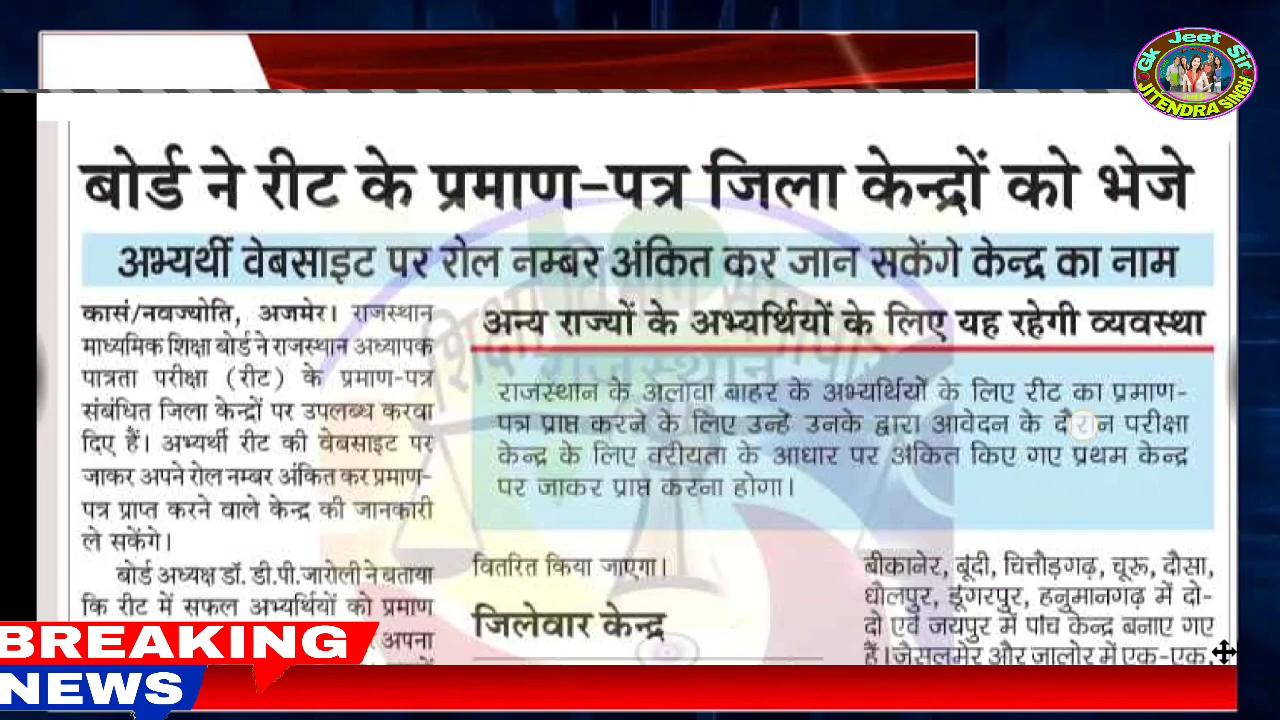 Gk Jeet Sir
JITENDRA SINGH
बोर्ड ने रीट के प्रमाण-पत्र जिला केन्द्रों को भेजे
अभ्यर्थी वेबसाइट पर रोल नम्बर अंकित कर जान सकेंगे केन्द्र का नाम
कासं/नवज्योति, अजमेर। राजस्थान
माध्यमिक शिक्षा बोर्ड ने राजस्थान अध्यापक
पात्रता परीक्षा (रीट) के प्रमाण-पत्र
संबंधित जिला केन्द्रों पर उपलब्ध करवा
दिए हैं। अभ्यर्थी रीट की वेबसाइट पर
जाकर अपने रोल नम्बर अंकित कर प्रमाण-
पत्र प्राप्त करने वाले केन्द्र की जानकारी
ले सकेंगे।
बोर्ड अध्यक्ष डॉ. डी.पी.जारोली ने बताया
कि रीट में सफल अभ्यर्थियों को प्रमाण
अपना
अन्य राज्यों के अभ्यर्थियों के लिए यह रहेगी व्यवस्था
राजस्थान के अलावा बाहर के अभ्यर्थियों के लिए रीट का प्रमाण-
पत्र प्राप्त करने के लिए उन्हे उनके द्वारा आवेदन के दौरान परीक्षा
केन्द्र के लिए वरीयता के आधार पर अंकित किए गए प्रथम केन्द्र
पर जाकर प्राप्त करना होगा।
वितरित किया जाएगा।
जिलेवार केन्द्र
बीकानेर, बूंदी, चित्तौड़गढ़, चूरू, दौसा,
धौलपुर, डूंगरपुर, हनुमानगढ़ में दो-
दो एवं जयपुर में पांच केन्द्र बनाए गए
हैं। जैसलमेर और जालोर में एक-एक,
BREAKING
NEWS